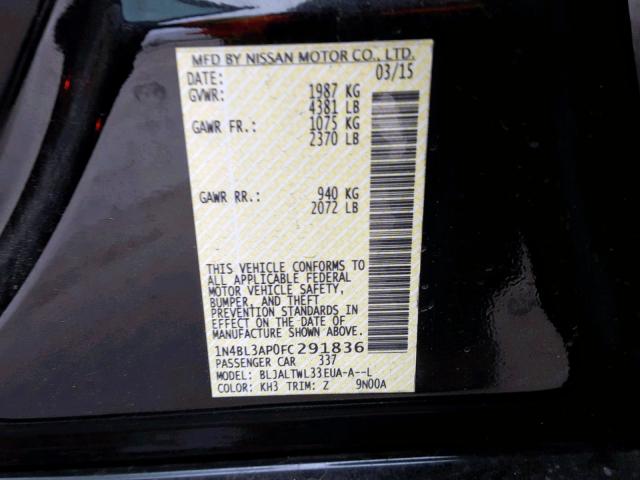 MFD BY NISSAN MOTOR CO., LTD.
DATE: 03/15
GVWR: 1987 KG
4381 LB
GAWR FR.: 1075 KG
2370 LB
GAWR RR.: 940 KG
2072 LB
THIS VEHICLE CONFORMS TO
ALL APPLICABLE FEDERAL
MOTOR VEHICLE SAFETY,
BUMPER, AND THEFT
PREVENTION STANDARDS IN
EFFECT ON THE DATE OF
MANUFACTURE SHOWN ABOVE.
1N4BL3AP0FC291836
PASSENGER CAR 337
MODEL: BLJALTWL33EUA-A--L
COLOR: KH3 TRIM: Z 9N00A